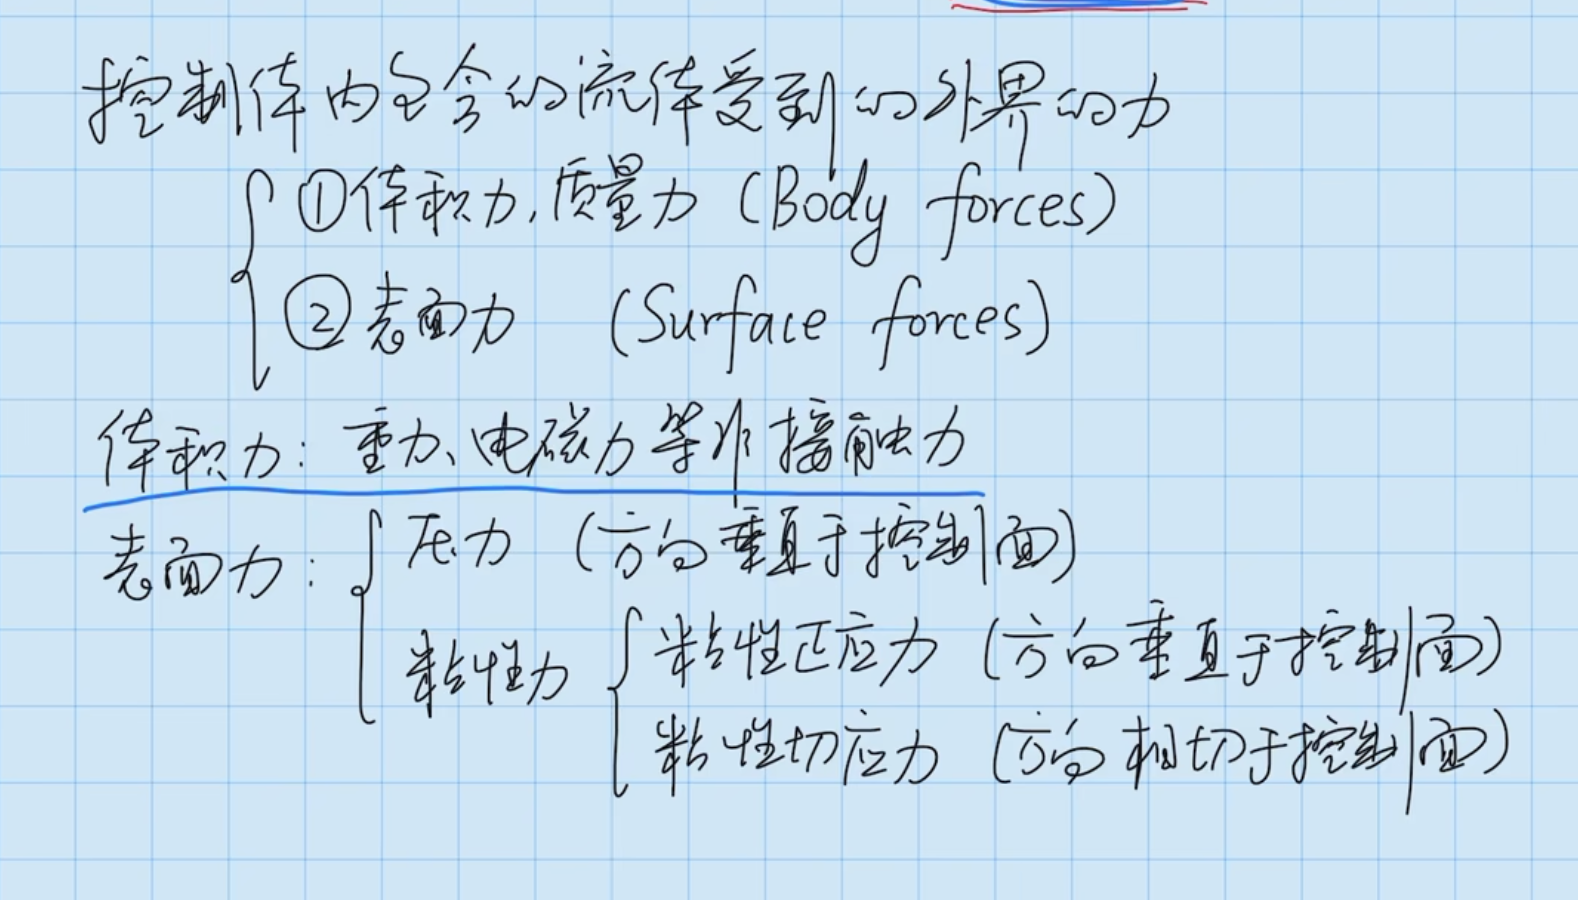 控制体内包含的流体受到的外界的力
①体积力,质量力 (Body forces)
②表面力 (Surface forces)
体积力: 重力、电磁力等非接触力
表面力: 压力 (方向垂直于控制面)
粘性力 粘性正应力 (方向垂直于控制面)
粘性切应力 (方向相切于控制面)